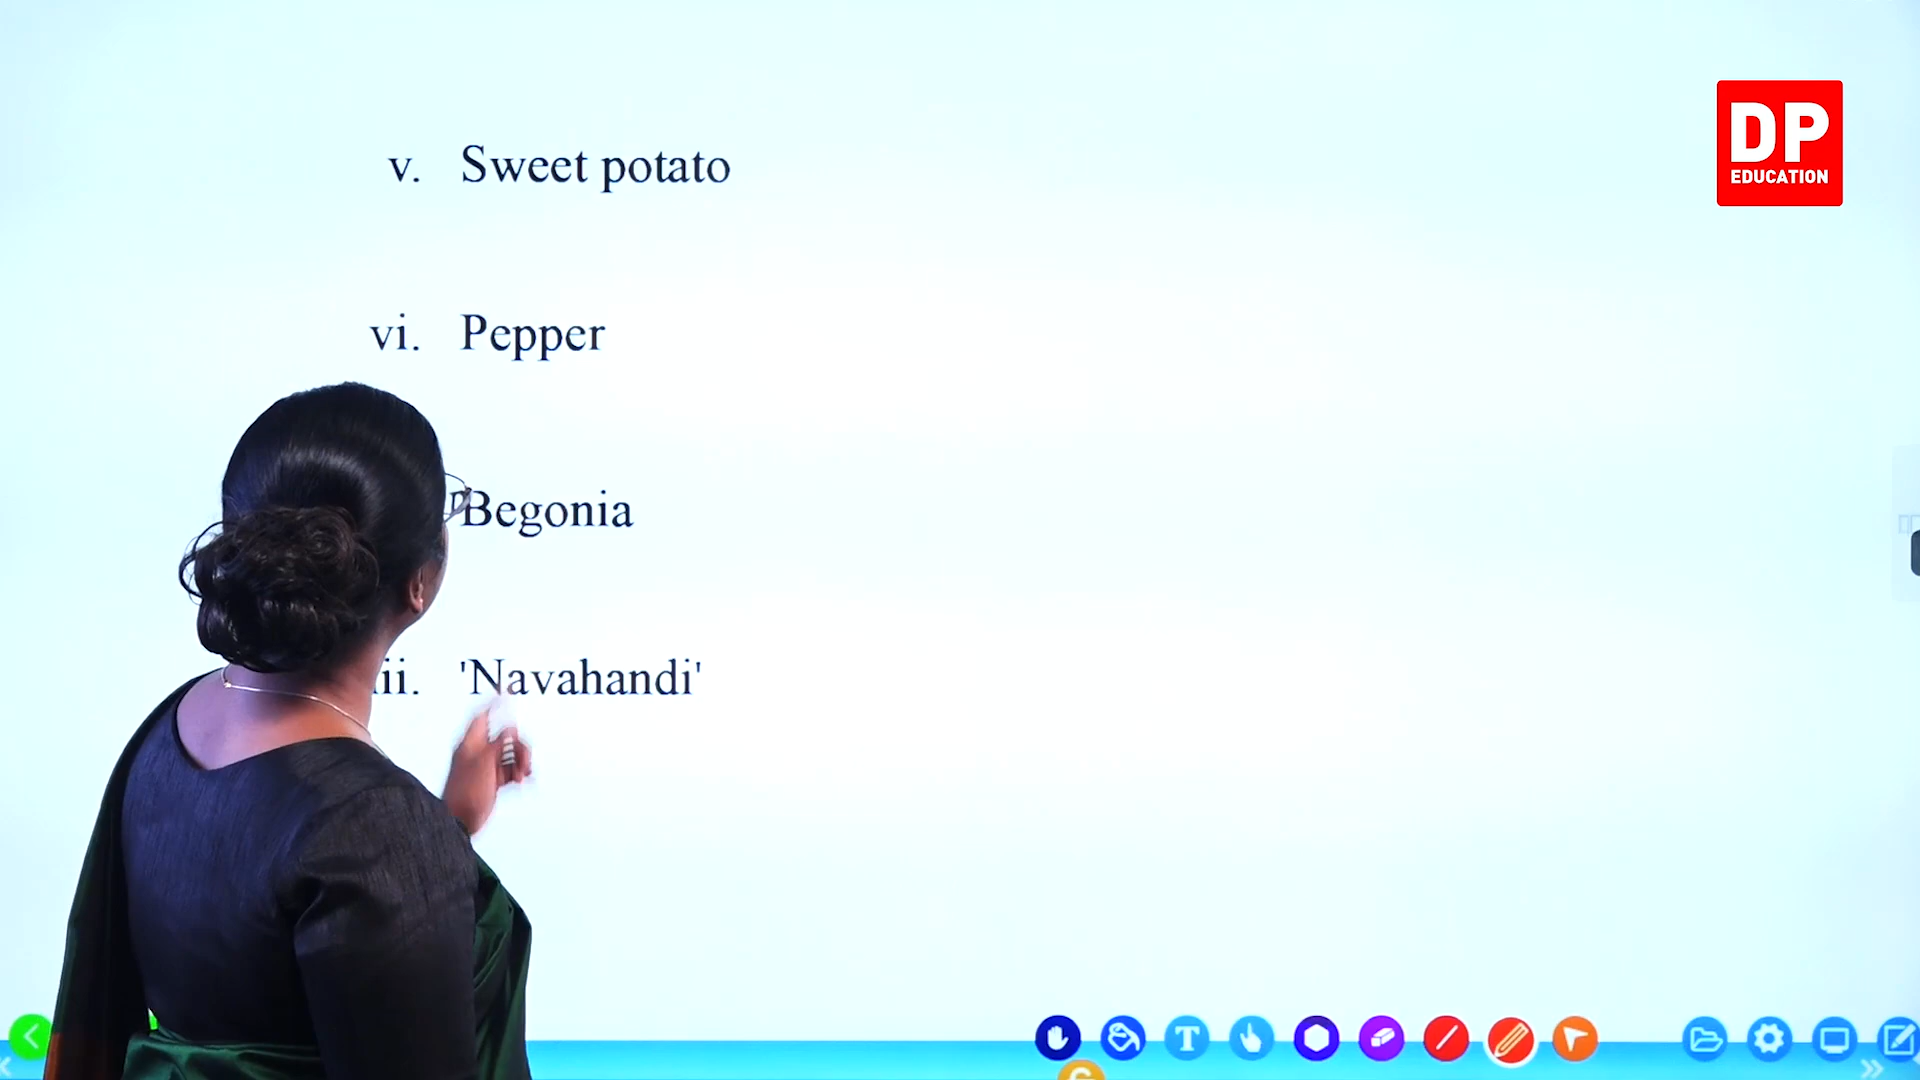 DP
EDUCATION
v. Sweet potato
vi. Pepper
Begonia
ii. 'Navahandi'